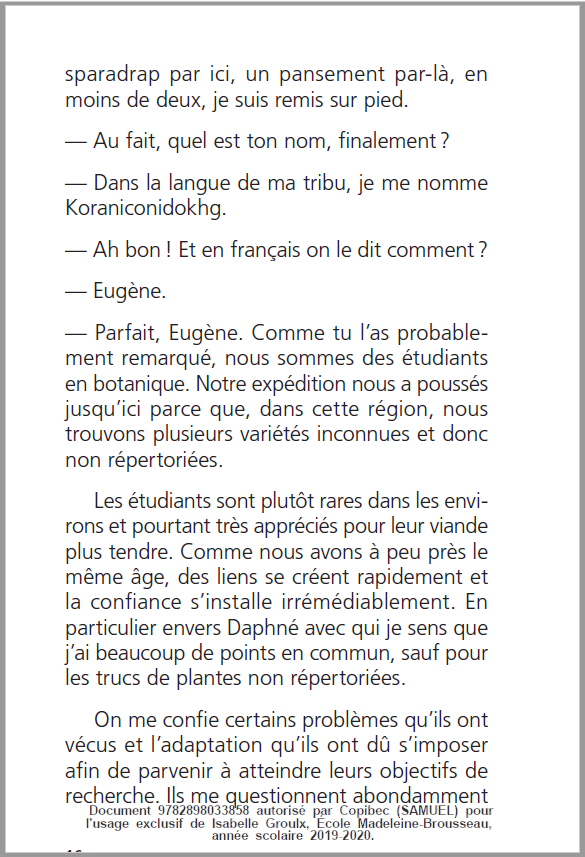 sparadrap par ici, un pansement par-là, en
moins de deux, je suis remis sur pied.
— Au fait, quel est ton nom, finalement ?
— Dans la langue de ma tribu, je me nomme
Koraniconidokhg.
— Ah bon ! Et en français on le dit comment ?
— Eugène.
— Parfait, Eugène. Comme tu l’as probable-
ment remarqué, nous sommes des étudiants
en botanique. Notre expédition nous a poussés
jusqu’ici parce que, dans cette région, nous
trouvons plusieurs variétés inconnues et donc
non répertoriées.
Les étudiants sont plutôt rares dans les envi-
rons et pourtant très appréciés pour leur viande
plus tendre. Comme nous avons à peu près le
même âge, des liens se créent rapidement et
la confiance s’installe irrémédiablement. En
particulier envers Daphné avec qui je sens que
j’ai beaucoup de points en commun, sauf pour
les trucs de plantes non répertoriées.
On me confie certains problèmes qu’ils ont
vécus et l’adaptation qu’ils ont dû s’imposer
afin de parvenir à atteindre leurs objectifs de
recherche. Ils me questionnent abondamment
Document 9782898033858 autorisé par Copibec (SAMUEL) pour
l'usage exclusif de Isabelle Groulx, École Madeleine-Brousseau,
année scolaire 2019-2020.